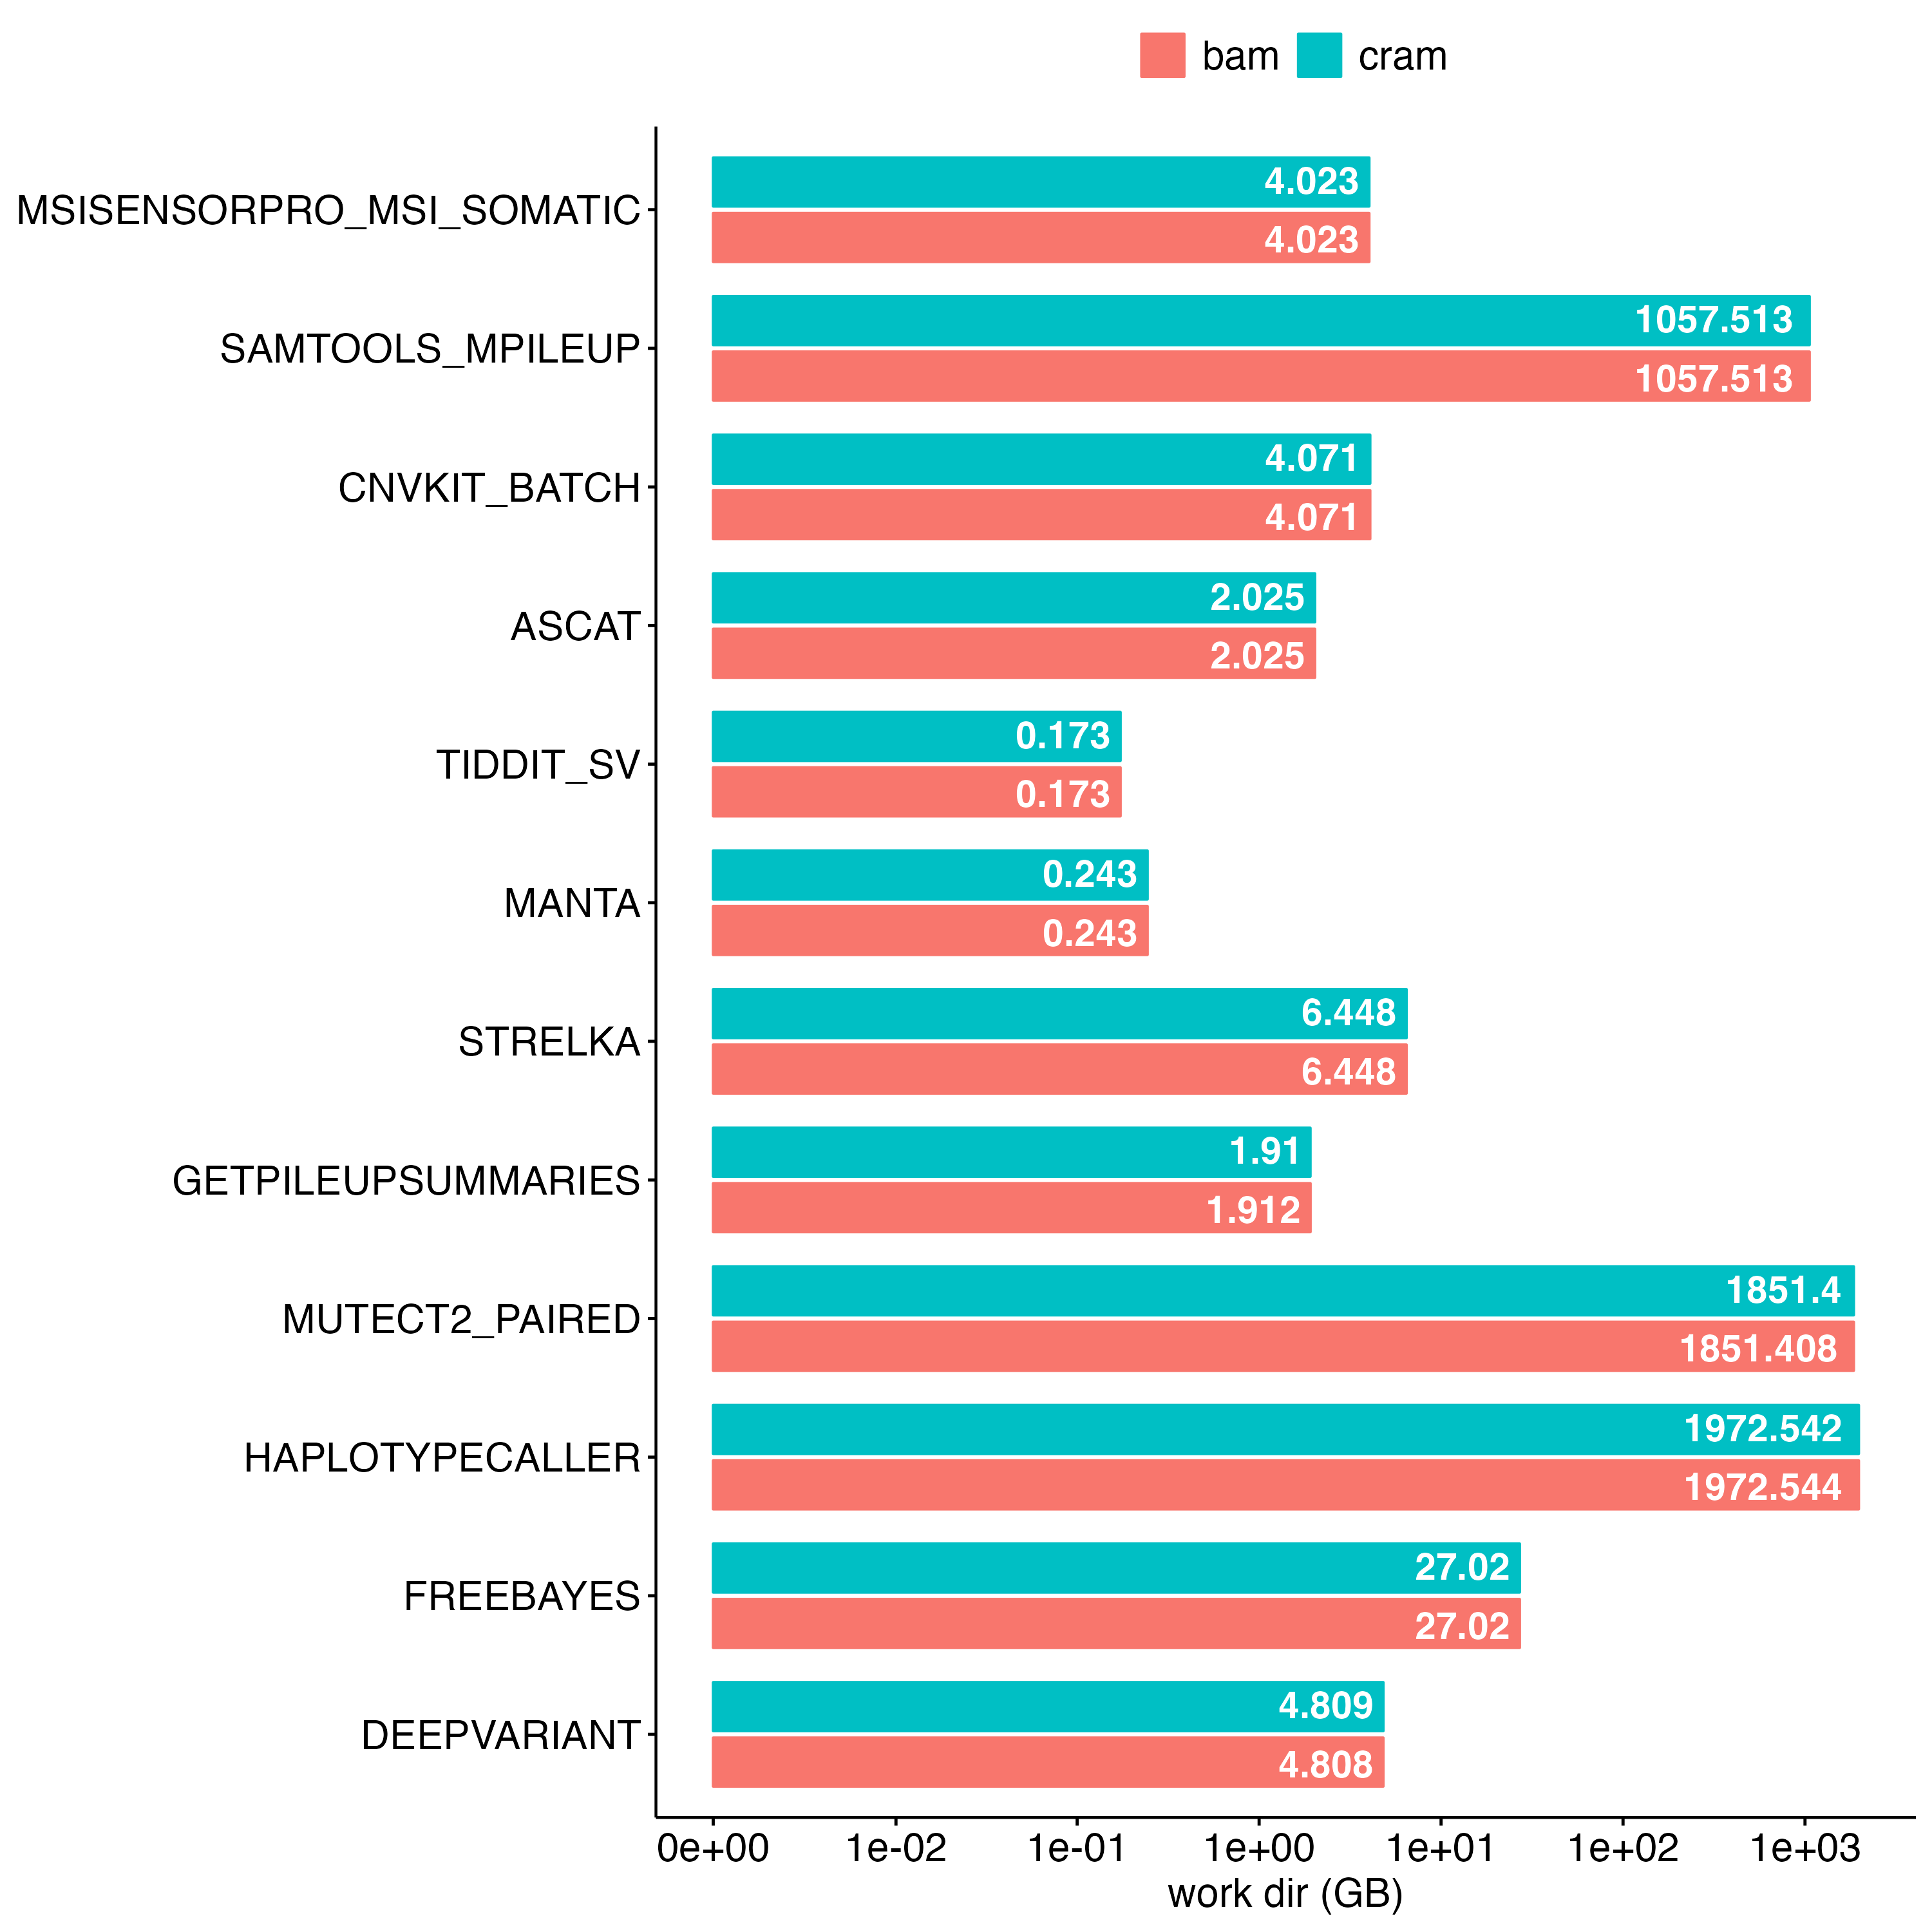 bam cram
MSISENSORPRO_MSI_SOMATIC
4.023
4.023
SAMTOOLS_MPILEUP
1057.513
1057.513
CNVKIT_BATCH
4.071
4.071
ASCAT
2.025
2.025
TIDDIT_SV
0.173
0.173
MANTA
0.243
0.243
STRELKA
6.448
6.448
GETPILEUPSUMMARIES
1.91
1.912
MUTECT2_PAIRED
1851.4
1851.408
HAPLOTYPECALLER
1972.542
1972.544
FREEBAYES
27.02
27.02
DEEPVARIANT
4.809
4.808
0e+00 1e-02 1e-01 1e+00 1e+01 1e+02 1e+03
work dir (GB)